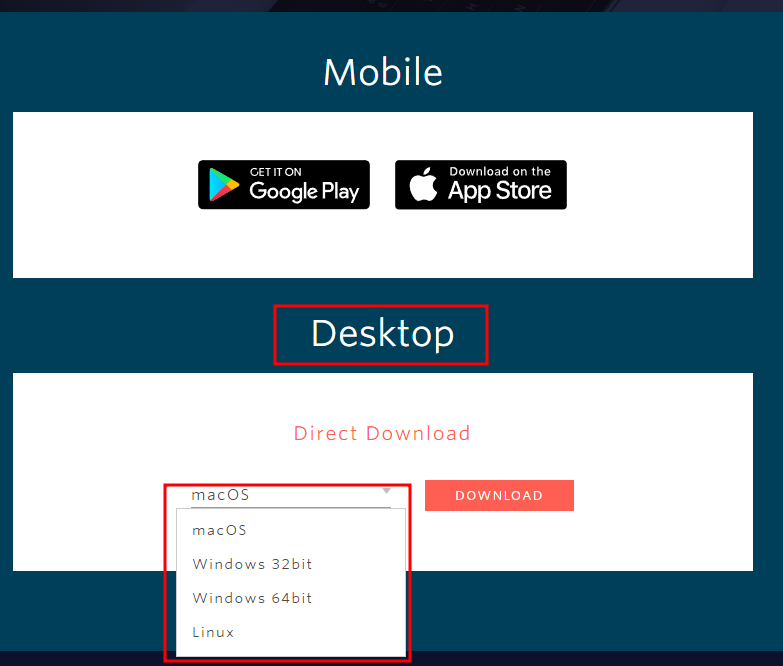 Mobile
GET IT ON
Google Play
Download on the
App Store
Desktop
Direct Download
macOS
DOWNLOAD
macOS
Windows 32bit
Windows 64bit
Linux